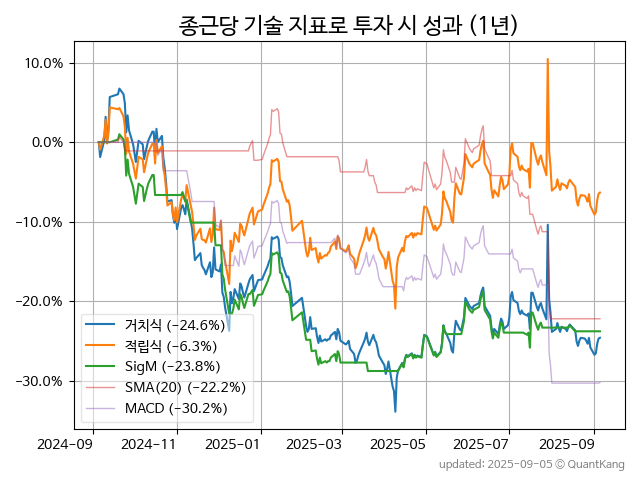 종근당 기술 지표로 투자 시 성과 (1년)
10.0%
0.0%
−10.0%
−20.0%
−30.0%
거치식 (−24.6%)
적립식 (−6.3%)
SigM (−23.8%)
SMA(20) (−22.2%)
MACD (−30.2%)
2024-09 2024-11 2025-01 2025-03 2025-05 2025-07 2025-09
updated: 2025-09-05 © QuantKang